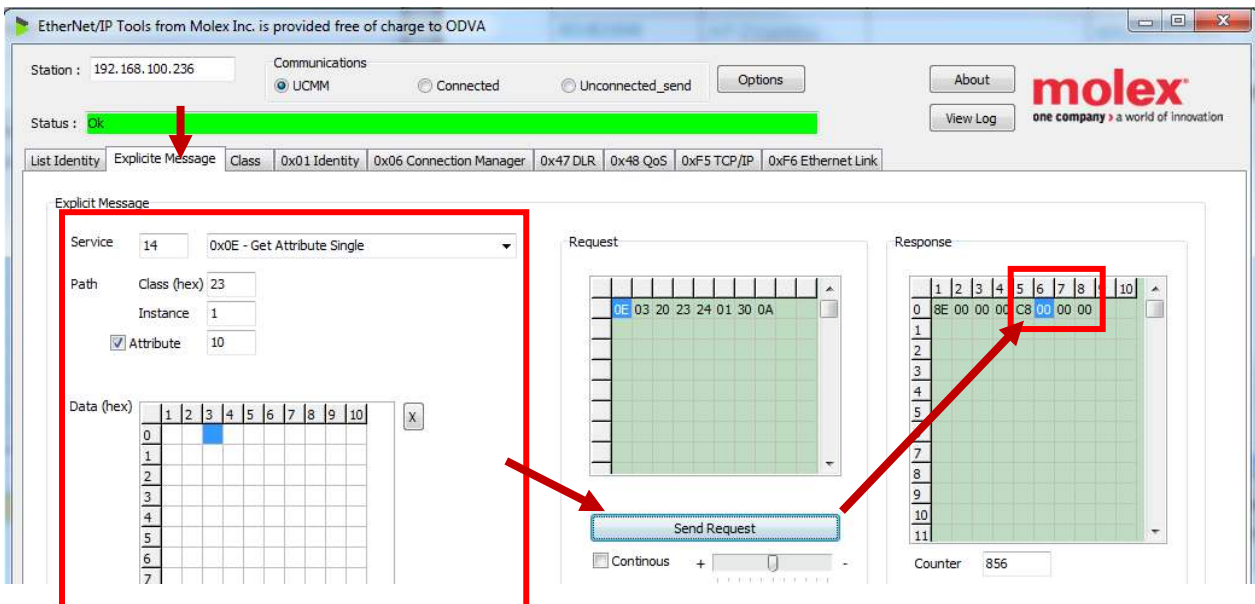 EtherNet/IP Tools from Molex Inc. is provided free of charge to ODVA
Station : 192.168.100.236 Communications UCMM Connected Unconnected_send Options About
molex
one company > a world of innovation
Status : Ok View Log
List Identity Explicite Message Class 0x01 Identity 0x06 Connection Manager 0x47 DLR 0x48 QoS 0xF5 TCP/IP 0xF6 Ethernet Link
Explicit Message
Service 14 0x0E - Get Attribute Single
Path Class (hex) 23
Instance 1
Attribute 10
Data (hex)
1 2 3 4 5 6 7 8 9 10 X
0
1
2
3
4
5
6
7
Request
0E 03 20 23 24 01 30 0A
Send Request
Continous + -
Response
1 2 3 4 5 6 7 8 9 10
0 8E 00 00 00 C8 00 00 00
1
2
3
4
5
7
8
9
10
11
Counter 856